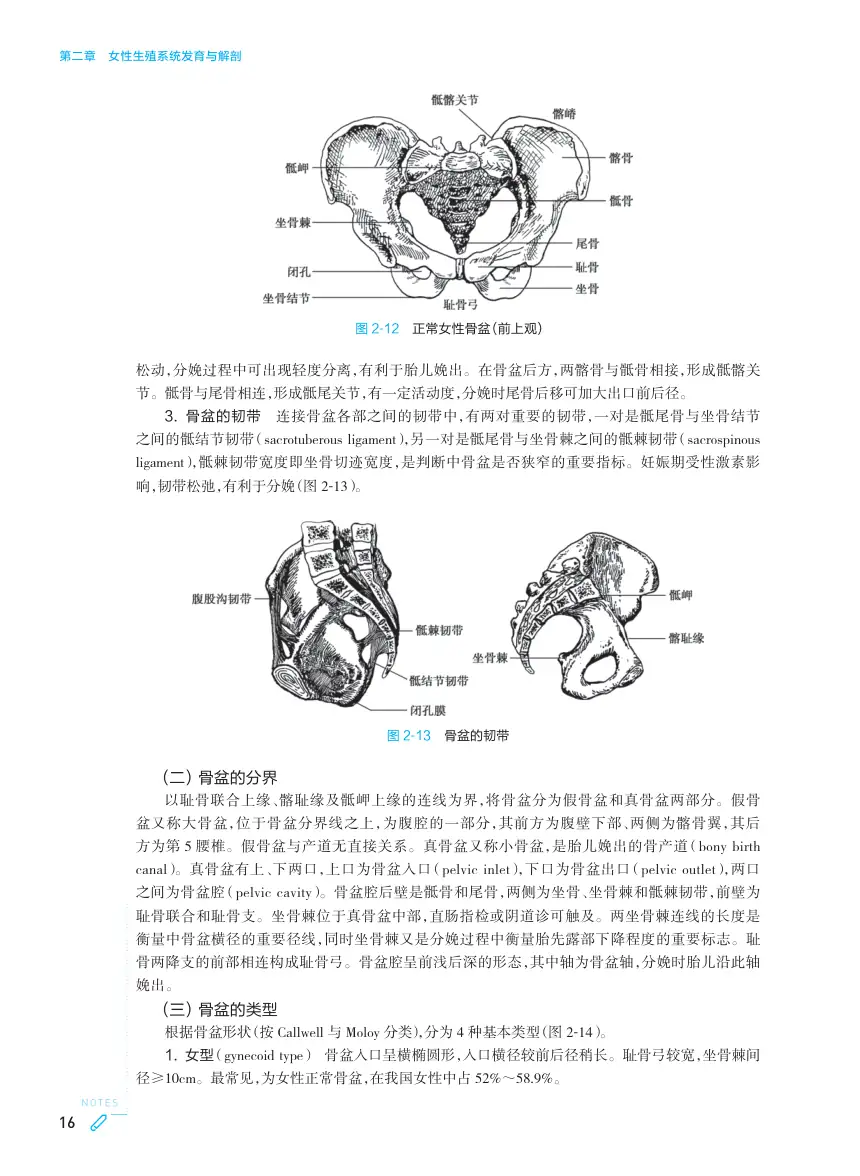 第二章　女性生殖系统发育与解剖
骶髂关节
髂嵴
髂骨
骶岬
骶骨
坐骨棘
尾骨
闭孔
耻骨
坐骨
坐骨结节
耻骨弓
图 2-12　正常女性骨盆(前上观)
松动,分娩过程中可出现轻度分离,有利于胎儿娩出。在骨盆后方,两髂骨与骶骨相接,形成骶髂关
节。骶骨与尾骨相连,形成骶尾关节,有一定活动度,分娩时尾骨后移可加大出口前后径。
3. 骨盆的韧带　连接骨盆各部之间的韧带中,有两对重要的韧带,一对是骶尾骨与坐骨结节
之间的骶结节韧带(sacrotuberous ligament),另一对是骶尾骨与坐骨棘之间的骶棘韧带(sacrospinous
ligament),骶棘韧带宽度即坐骨切迹宽度,是判断中骨盆是否狭窄的重要指标。妊娠期受性激素影
响,韧带松弛,有利于分娩(图 2-13)。
腹股沟韧带
骶岬
骶棘韧带
髂耻缘
坐骨棘
骶结节韧带
闭孔膜
图 2-13　骨盆的韧带
(二) 骨盆的分界
以耻骨联合上缘、髂耻缘及骶岬上缘的连线为界,将骨盆分为假骨盆和真骨盆两部分。假骨
盆又称大骨盆,位于骨盆分界线之上,为腹腔的一部分,其前方为腹壁下部、两侧为髂骨翼,其后
方为第 5 腰椎。假骨盆与产道无直接关系。真骨盆又称小骨盆,是胎儿娩出的骨产道(bony birth
canal)。真骨盆有上、下两口,上口为骨盆入口(pelvic inlet),下口为骨盆出口(pelvic outlet),两口
之间为骨盆腔(pelvic cavity)。骨盆腔后壁是骶骨和尾骨,两侧为坐骨、坐骨棘和骶棘韧带,前壁为
耻骨联合和耻骨支。坐骨棘位于真骨盆中部,直肠指检或阴道诊可触及。两坐骨棘连线的长度是
衡量中骨盆横径的重要径线,同时坐骨棘又是分娩过程中衡量胎先露部下降程度的重要标志。耻
骨两降支的前部相连构成耻骨弓。骨盆腔呈前浅后深的形态,其中轴为骨盆轴,分娩时胎儿沿此轴
娩出。
(三) 骨盆的类型
根据骨盆形状(按 Callwell 与 Moloy 分类),分为 4 种基本类型(图 2-14)。
1. 女型(gynecoid type)　骨盆入口呈横椭圆形,入口横径较前后径稍长。耻骨弓较宽,坐骨棘间
径≥10cm。最常见,为女性正常骨盆,在我国女性中占 52%～58.9%。
NOTES
16